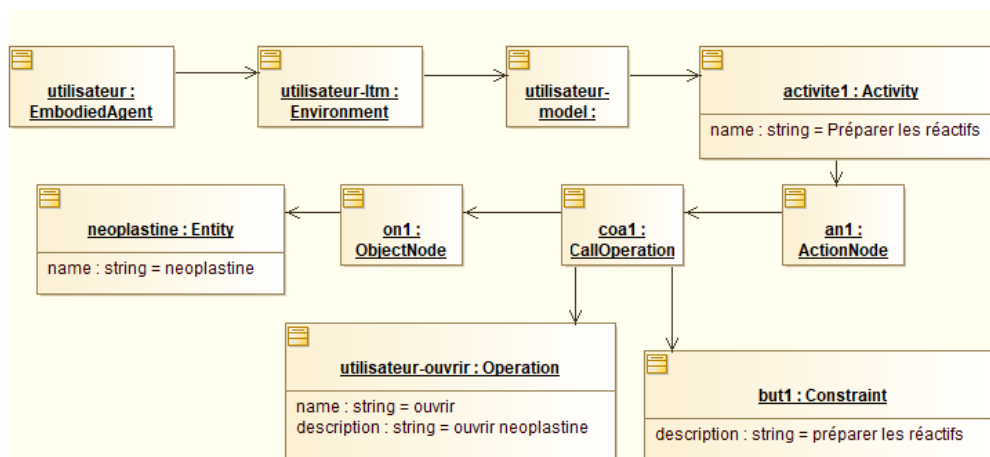 utilisateur :
EmbodiedAgent
utilisateur-ltm :
Environment
utilisateur-
model :
activite1 : Activity
name : string = Préparer les réactifs
neoplastine : Entity
name : string = neoplastine
on1 :
ObjectNode
coa1 :
CallOperation
an1 :
ActionNode
utilisateur-ouvrir : Operation
name : string = ouvrir
description : string = ouvrir neoplastine
but1 : Constraint
description : string = préparer les réactifs